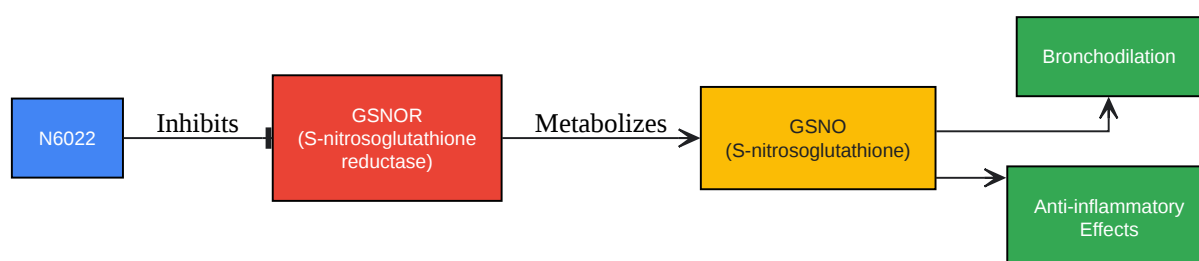 N6022
Inhibits
GSNOR
(S-nitrosoglutathione
reductase)
Metabolizes
GSNO
(S-nitrosoglutathione)
Bronchodilation
Anti-inflammatory
Effects